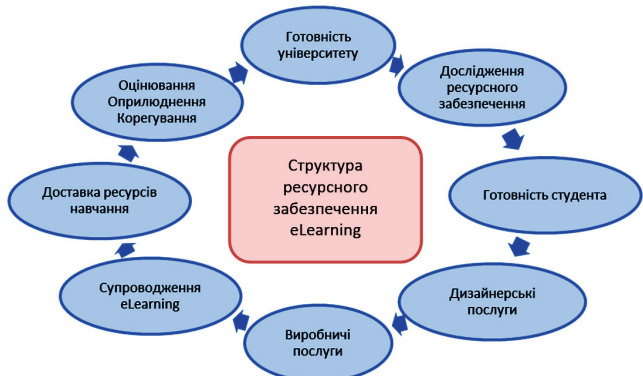 Готовність
університету
Дослідження
ресурсного
забезпечення
Готовність студента
Дизайнерські
послуги
Виробничі
послуги
Супроводження
eLearning
Доставка ресурсів
навчання
Оцінювання
Оприлюднення
Корегування
Структура
ресурсного
забезпечення
eLearning